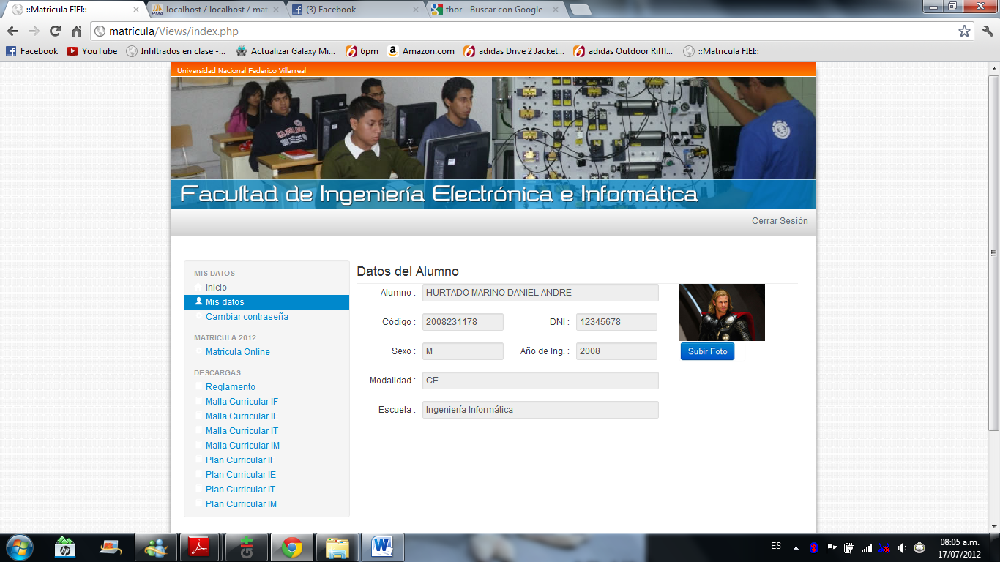 ::Matricula FIEI::
localhost / localhost / mat
(3) Facebook
thor - Buscar con Google
matricula/Views/index.php
Facebook
YouTube
Infiltrados en clase -...
Actualizar Galaxy Mi...
6pm
Amazon.com
adidas Drive 2 Jacket...
adidas Outdoor Riffl...
::Matricula FIEI::
Universidad Nacional Federico Villarreal
Facultad de Ingeniería Electrónica e Informática
Cerrar Sesión
MIS DATOS
Inicio
Mis datos
Cambiar contraseña
MATRICULA 2012
Matricula Online
DESCARGAS
Reglamento
Malla Curricular IF
Malla Curricular IE
Malla Curricular IT
Malla Curricular IM
Plan Curricular IF
Plan Curricular IE
Plan Curricular IT
Plan Curricular IM
Datos del Alumno
Alumno : HURTADO MARINO DANIEL ANDRE
Código : 2008231178 DNI : 12345678
Sexo : M Año de Ing. : 2008
Modalidad : CE
Escuela : Ingeniería Informática
Subir Foto
ES
08:05 a.m.
17/07/2012